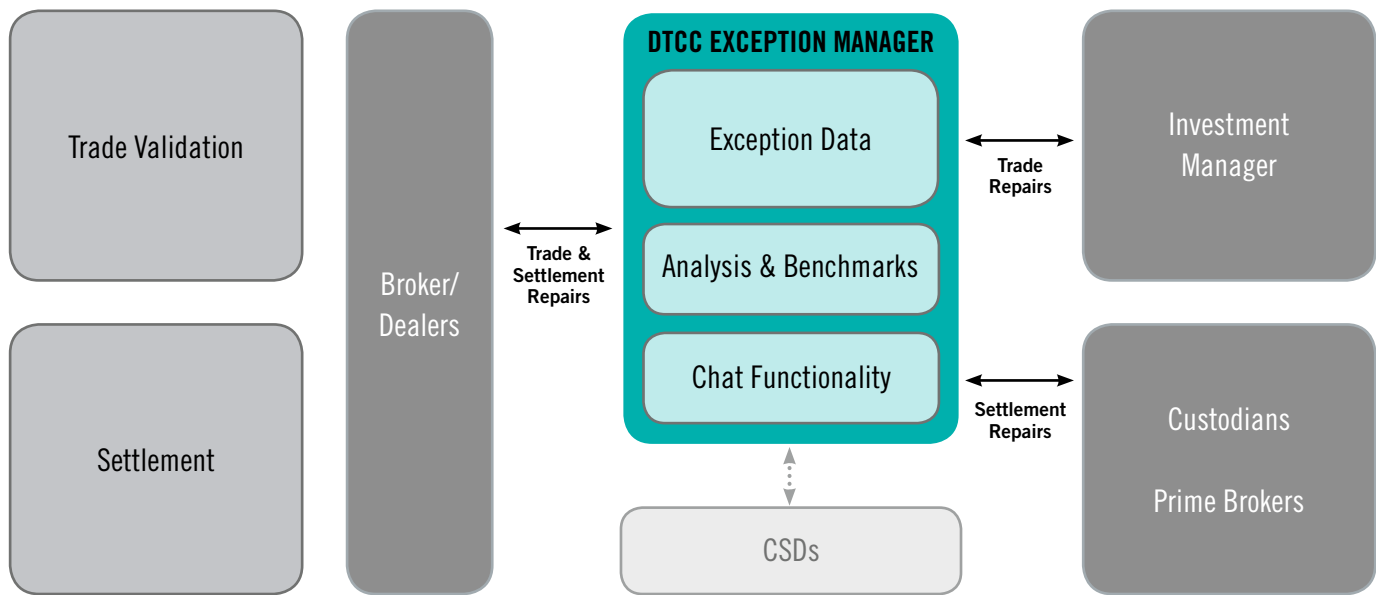 Trade Validation
Settlement
Broker/
Dealers
Trade &
Settlement
Repairs
DTCC EXCEPTION MANAGER
Exception Data
Analysis & Benchmarks
Chat Functionality
CSDs
Trade
Repairs
Settlement
Repairs
Investment
Manager
Custodians
Prime Brokers